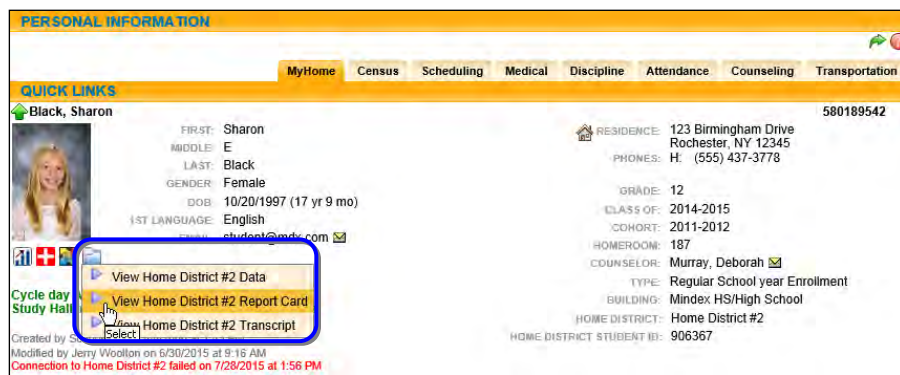 PERSONAL INFORMATION
MyHome Census Scheduling Medical Discipline Attendance Counseling Transportation
QUICK LINKS
Black, Sharon 580189542
FIRST: Sharon
MIDDLE: E
LAST: Black
GENDER: Female
DOB: 10/20/1997 (17 yr 9 mo)
1ST LANGUAGE: English
student@mdx.com
RESIDENCE: 123 Birmingham Drive
Rochester, NY 12345
PHONES: H: (555) 437-3778
GRADE: 12
CLASS OF: 2014-2015
COHORT: 2011-2012
HOMEROOM: 187
COUNSELOR: Murray, Deborah
TYPE: Regular School year Enrollment
BUILDING: Mindex HS/High School
HOME DISTRICT: Home District #2
HOME DISTRICT STUDENT ID: 906367
View Home District #2 Data
View Home District #2 Report Card
View Home District #2 Transcript
Select
Cycle day
Study Hall
Created by
Modified by Jerry Woolton on 6/30/2015 at 9:16 AM
Connection to Home District #2 failed on 7/28/2015 at 1:56 PM